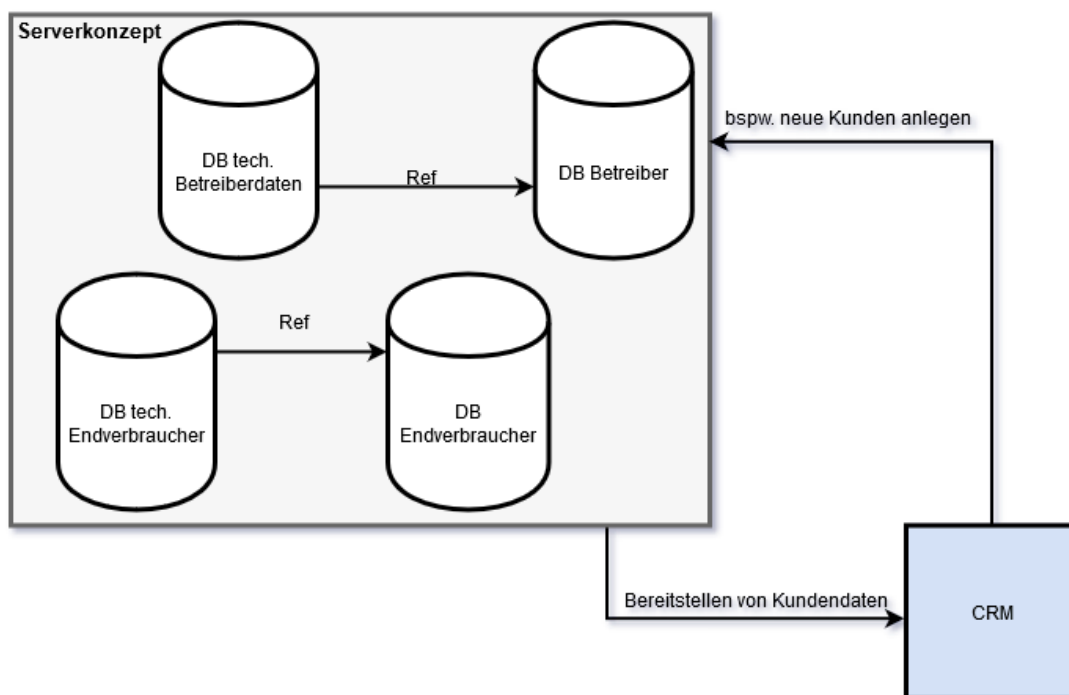 Serverkonzept
DB tech.
Betreiberdaten
Ref
DB Betreiber
bspw. neue Kunden anlegen
Ref
DB tech.
Endverbraucher
DB
Endverbraucher
Bereitstellen von Kundendaten
CRM